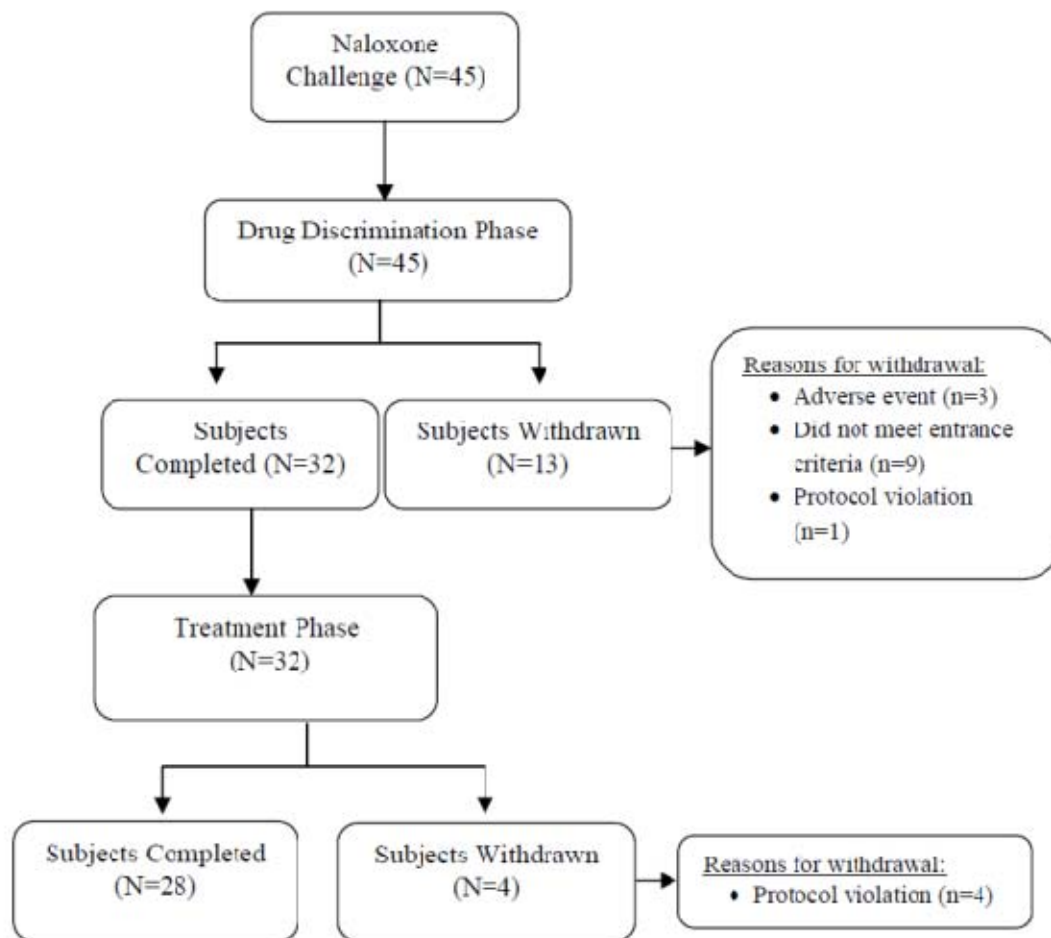 Naloxone
Challenge (N=45)
Drug Discrimination Phase
(N=45)
Subjects
Completed (N=32)
Subjects Withdrawn
(N=13)
Reasons for withdrawal:
• Adverse event (n=3)
• Did not meet entrance
criteria (n=9)
• Protocol violation
(n=1)
Treatment Phase
(N=32)
Subjects Completed
(N=28)
Subjects Withdrawn
(N=4)
Reasons for withdrawal:
• Protocol violation (n=4)